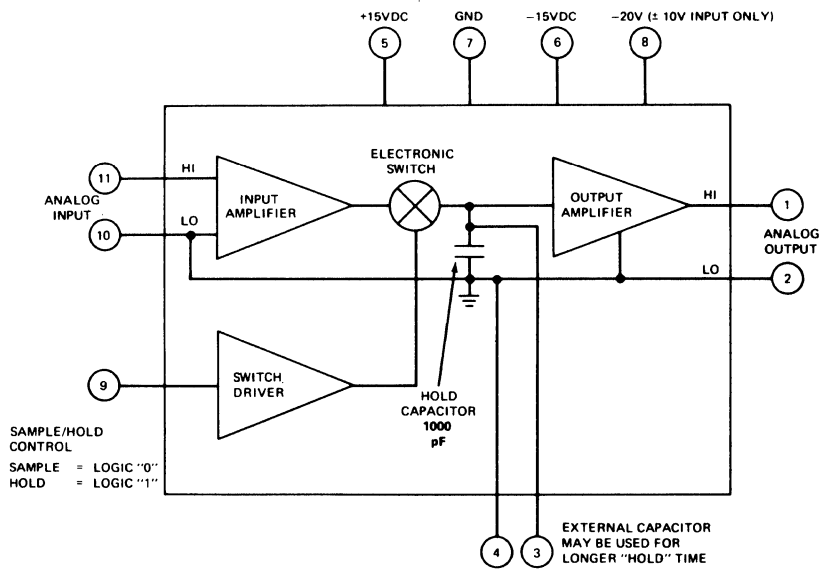 +15VDC
GND
−15VDC
−20V (± 10V INPUT ONLY)
5
7
6
8
ELECTRONIC
SWITCH
11
HI
ANALOG
INPUT
INPUT
AMPLIFIER
OUTPUT
AMPLIFIER
HI
1
10
LO
ANALOG
OUTPUT
LO
2
9
SWITCH
DRIVER
HOLD
CAPACITOR
1000
pF
SAMPLE/HOLD
CONTROL
SAMPLE = LOGIC "0"
HOLD = LOGIC "1"
4
3
EXTERNAL CAPACITOR
MAY BE USED FOR
LONGER "HOLD" TIME